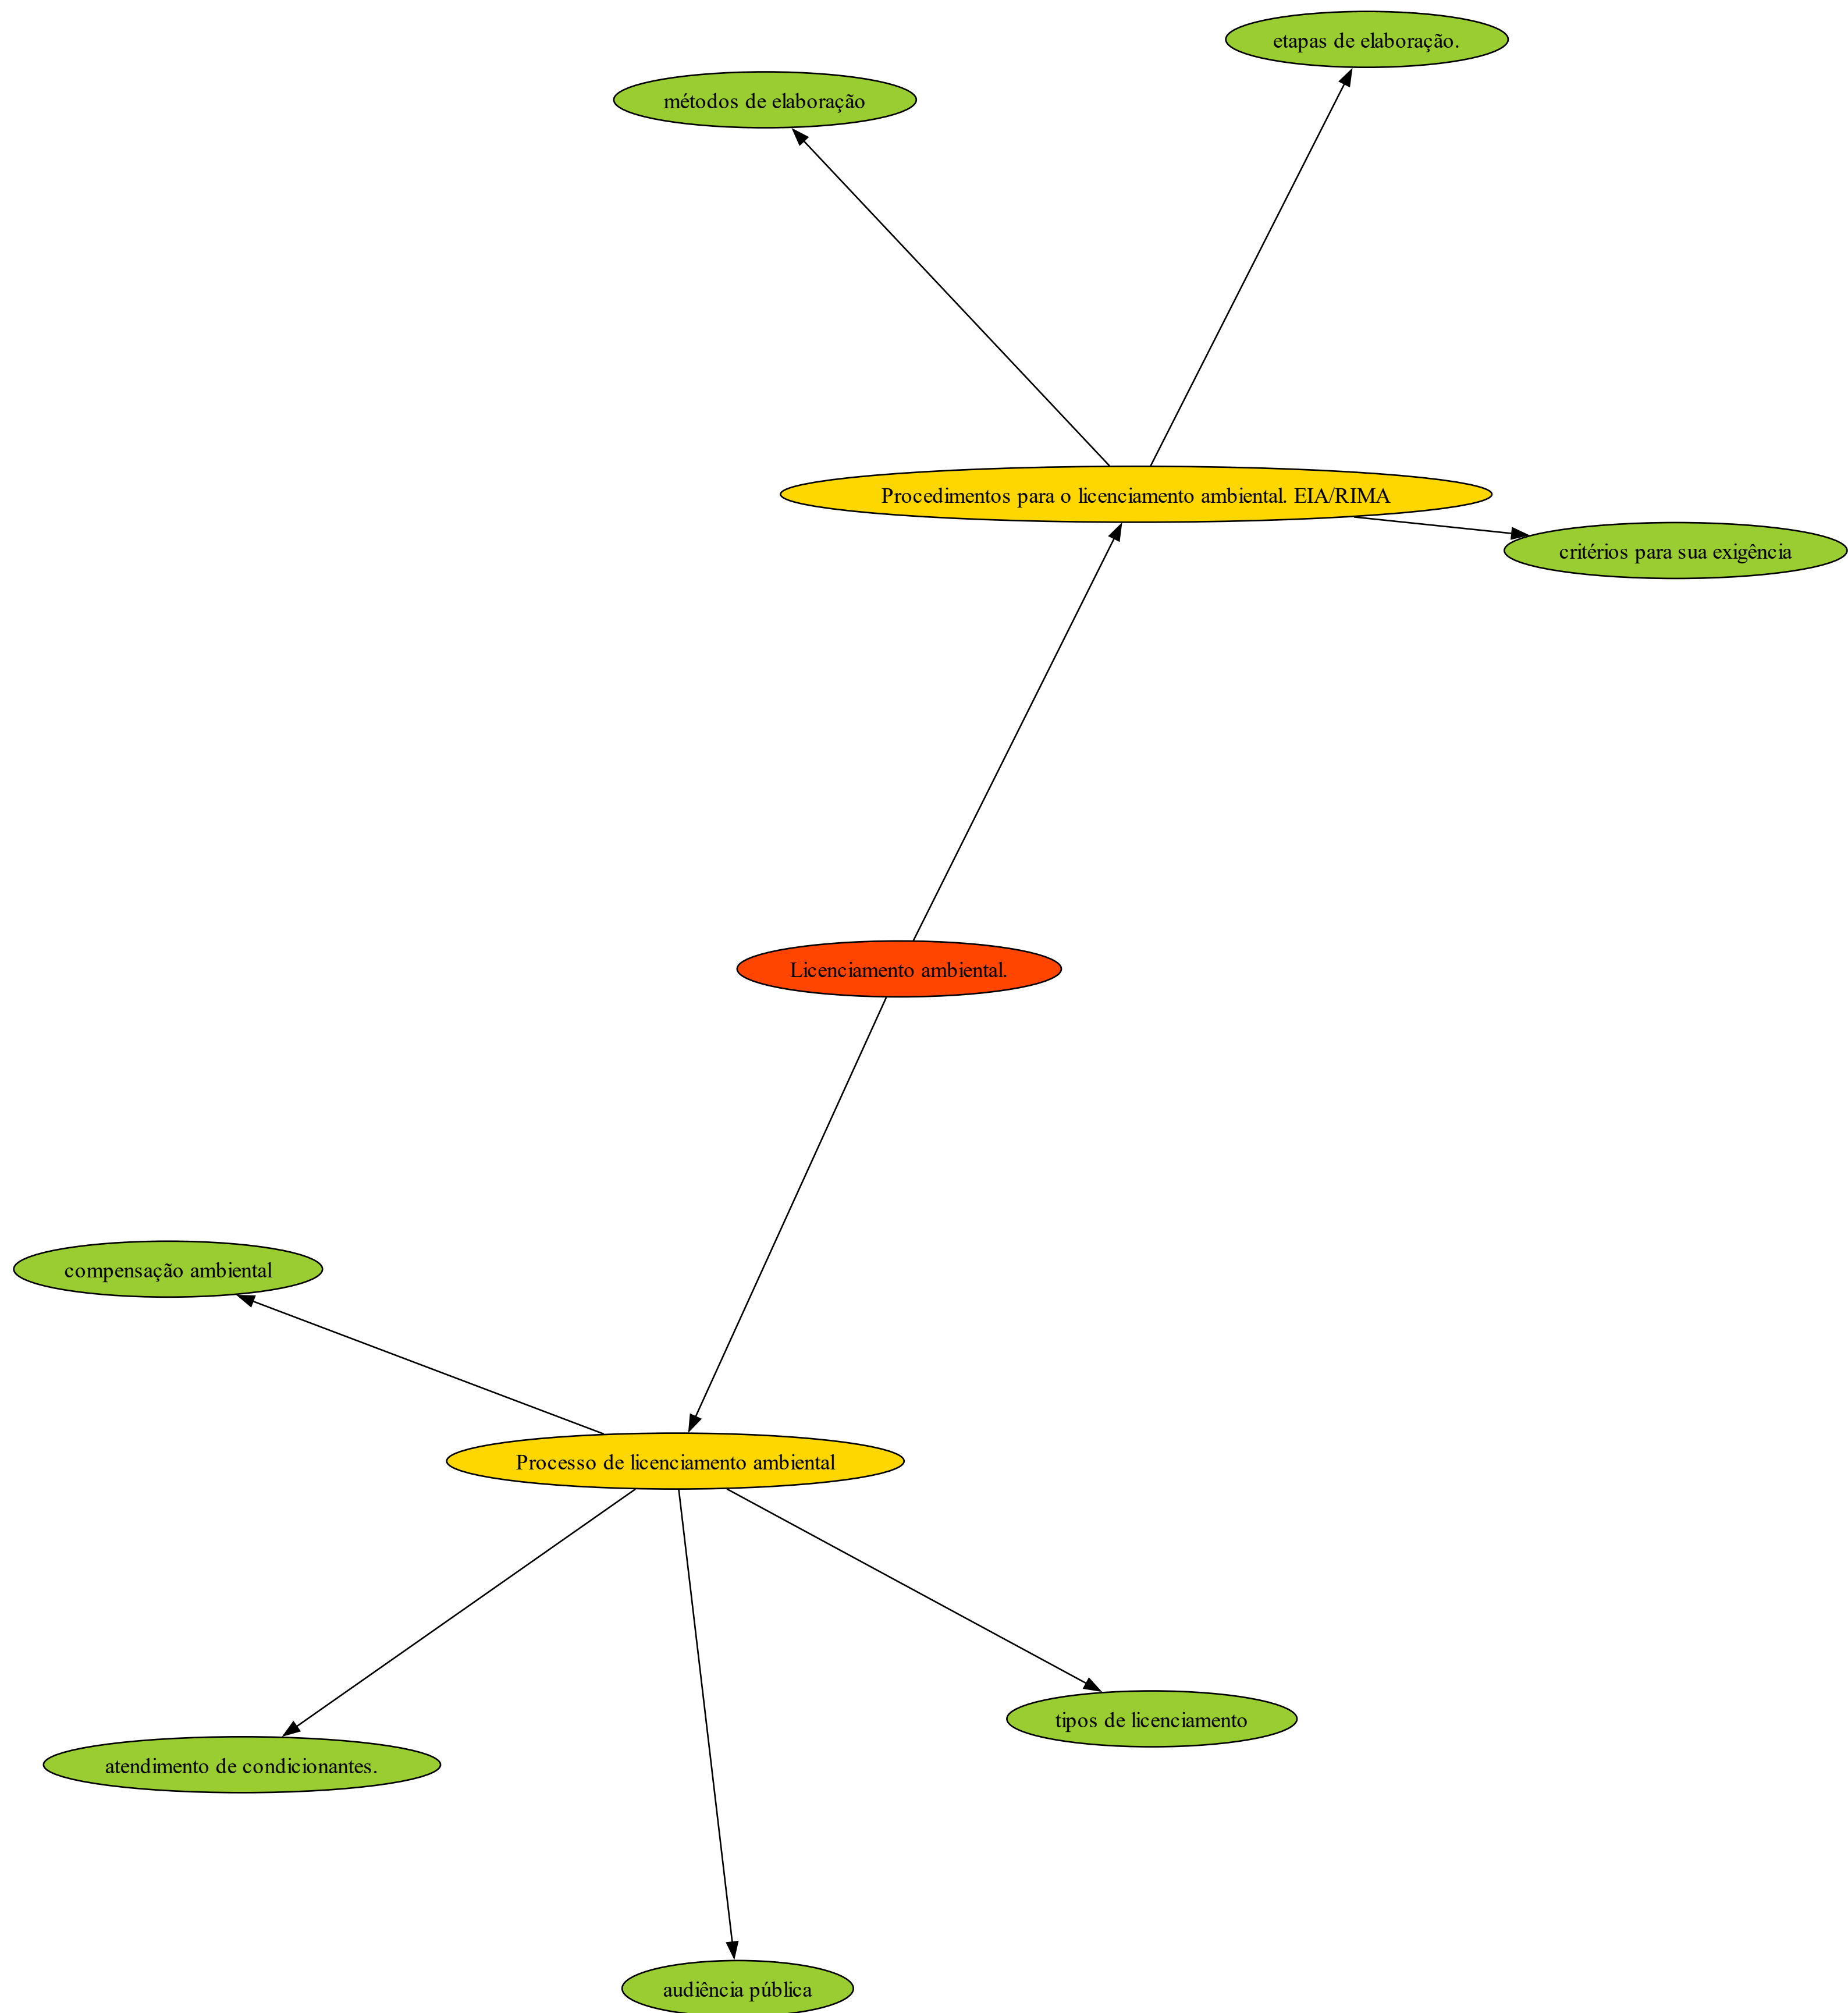 etapas de elaboração.
métodos de elaboração
Procedimentos para o licenciamento ambiental. EIA/RIMA
critérios para sua exigência
Licenciamento ambiental.
compensação ambiental
Processo de licenciamento ambiental
tipos de licenciamento
atendimento de condicionantes.
audiência pública